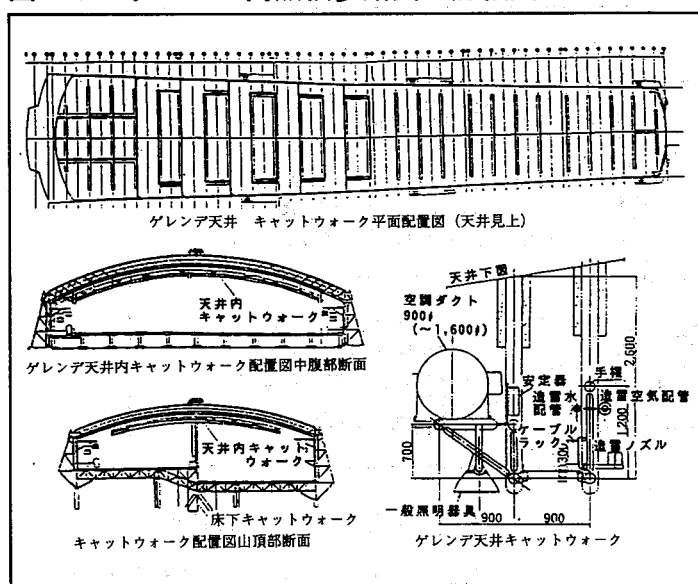 ゲレンデ天井 キャットウォーク平面配置図（天井見上）
天井内
キャットウォーク
ゲレンデ天井内キャットウォーク配置図中腹部断面
天井内キャット
ウォーク
床下キャットウォーク
キャットウォーク配置図山頂部断面
天井下面
空調ダクト
900φ
(～1,600φ)
安定器
造雪水
配管
ケーブル
ラック
手摺
造雪空気配管
造雪ノズル
2,600
1,200
300
700
一般照明器具
900
900
ゲレンデ天井キャットウォーク